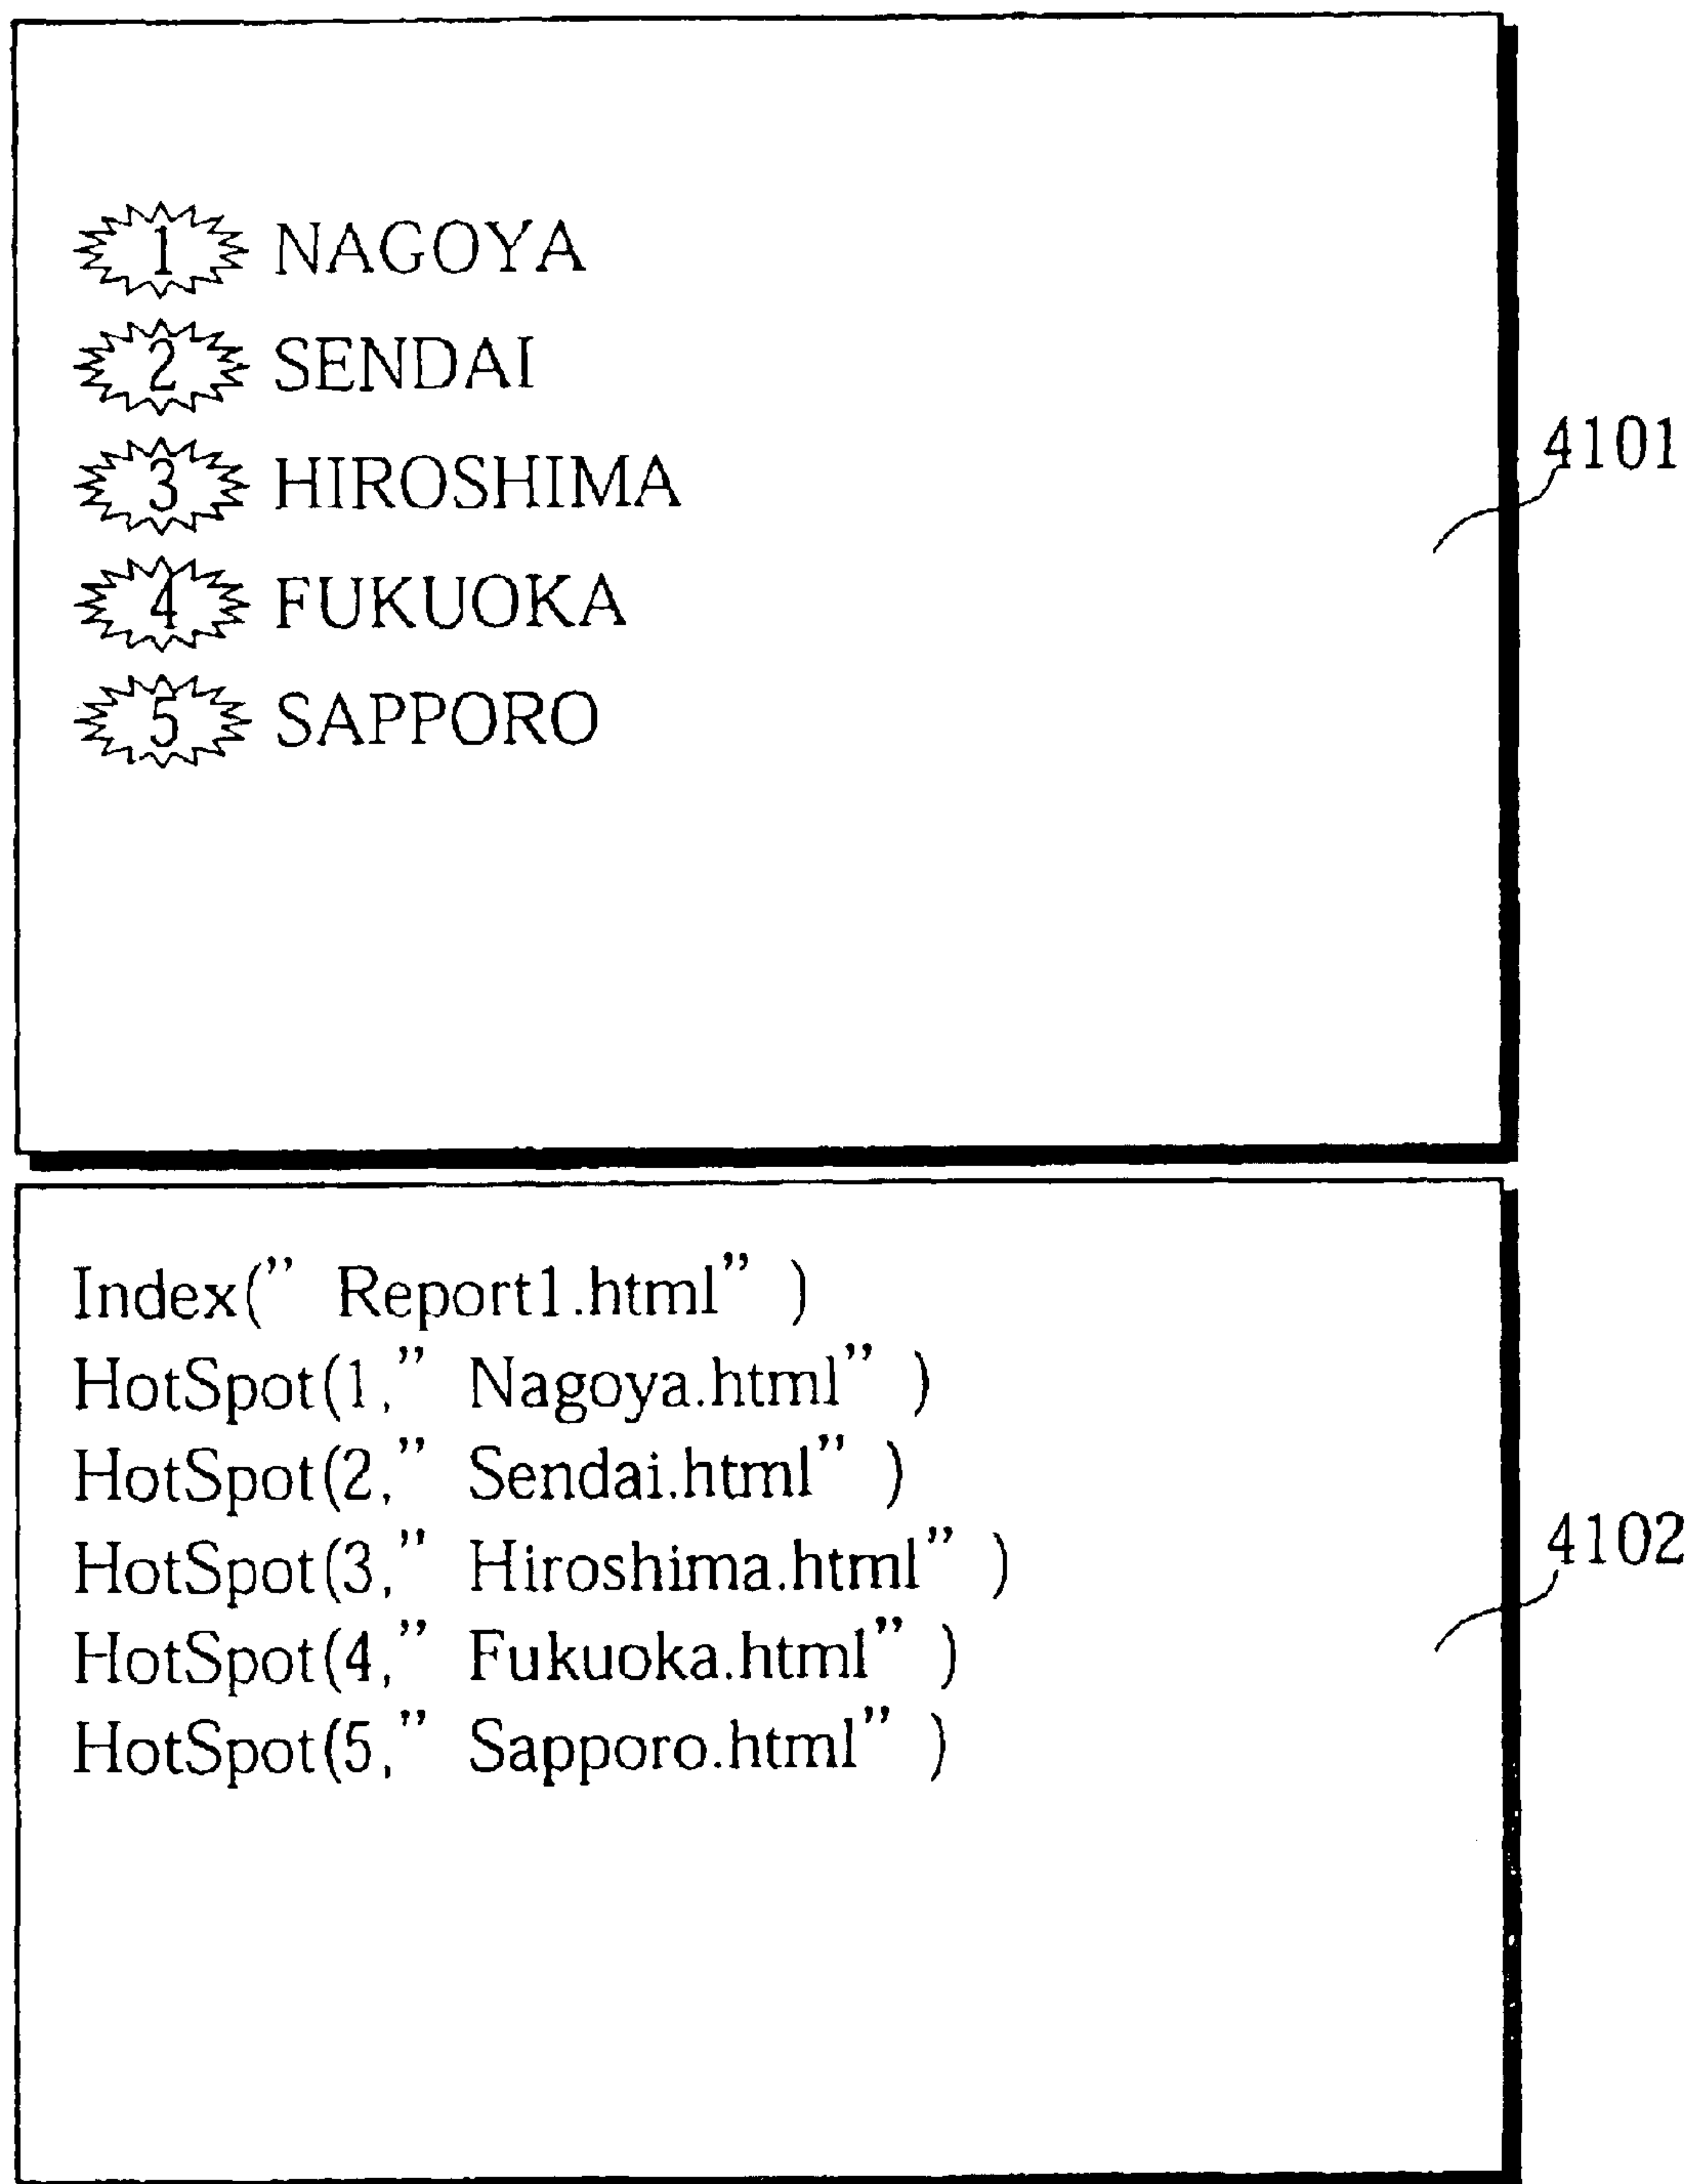 1 NAGOYA
2 SENDAI
3 HIROSHIMA
4 FUKUOKA
5 SAPPORO
4101
Index(” Report1.html” )
HotSpot(1,” Nagoya.html” )
HotSpot(2,” Sendai.html” )
HotSpot(3,” Hiroshima.html” )
HotSpot(4,” Fukuoka.html” )
HotSpot(5,” Sapporo.html” )
4102